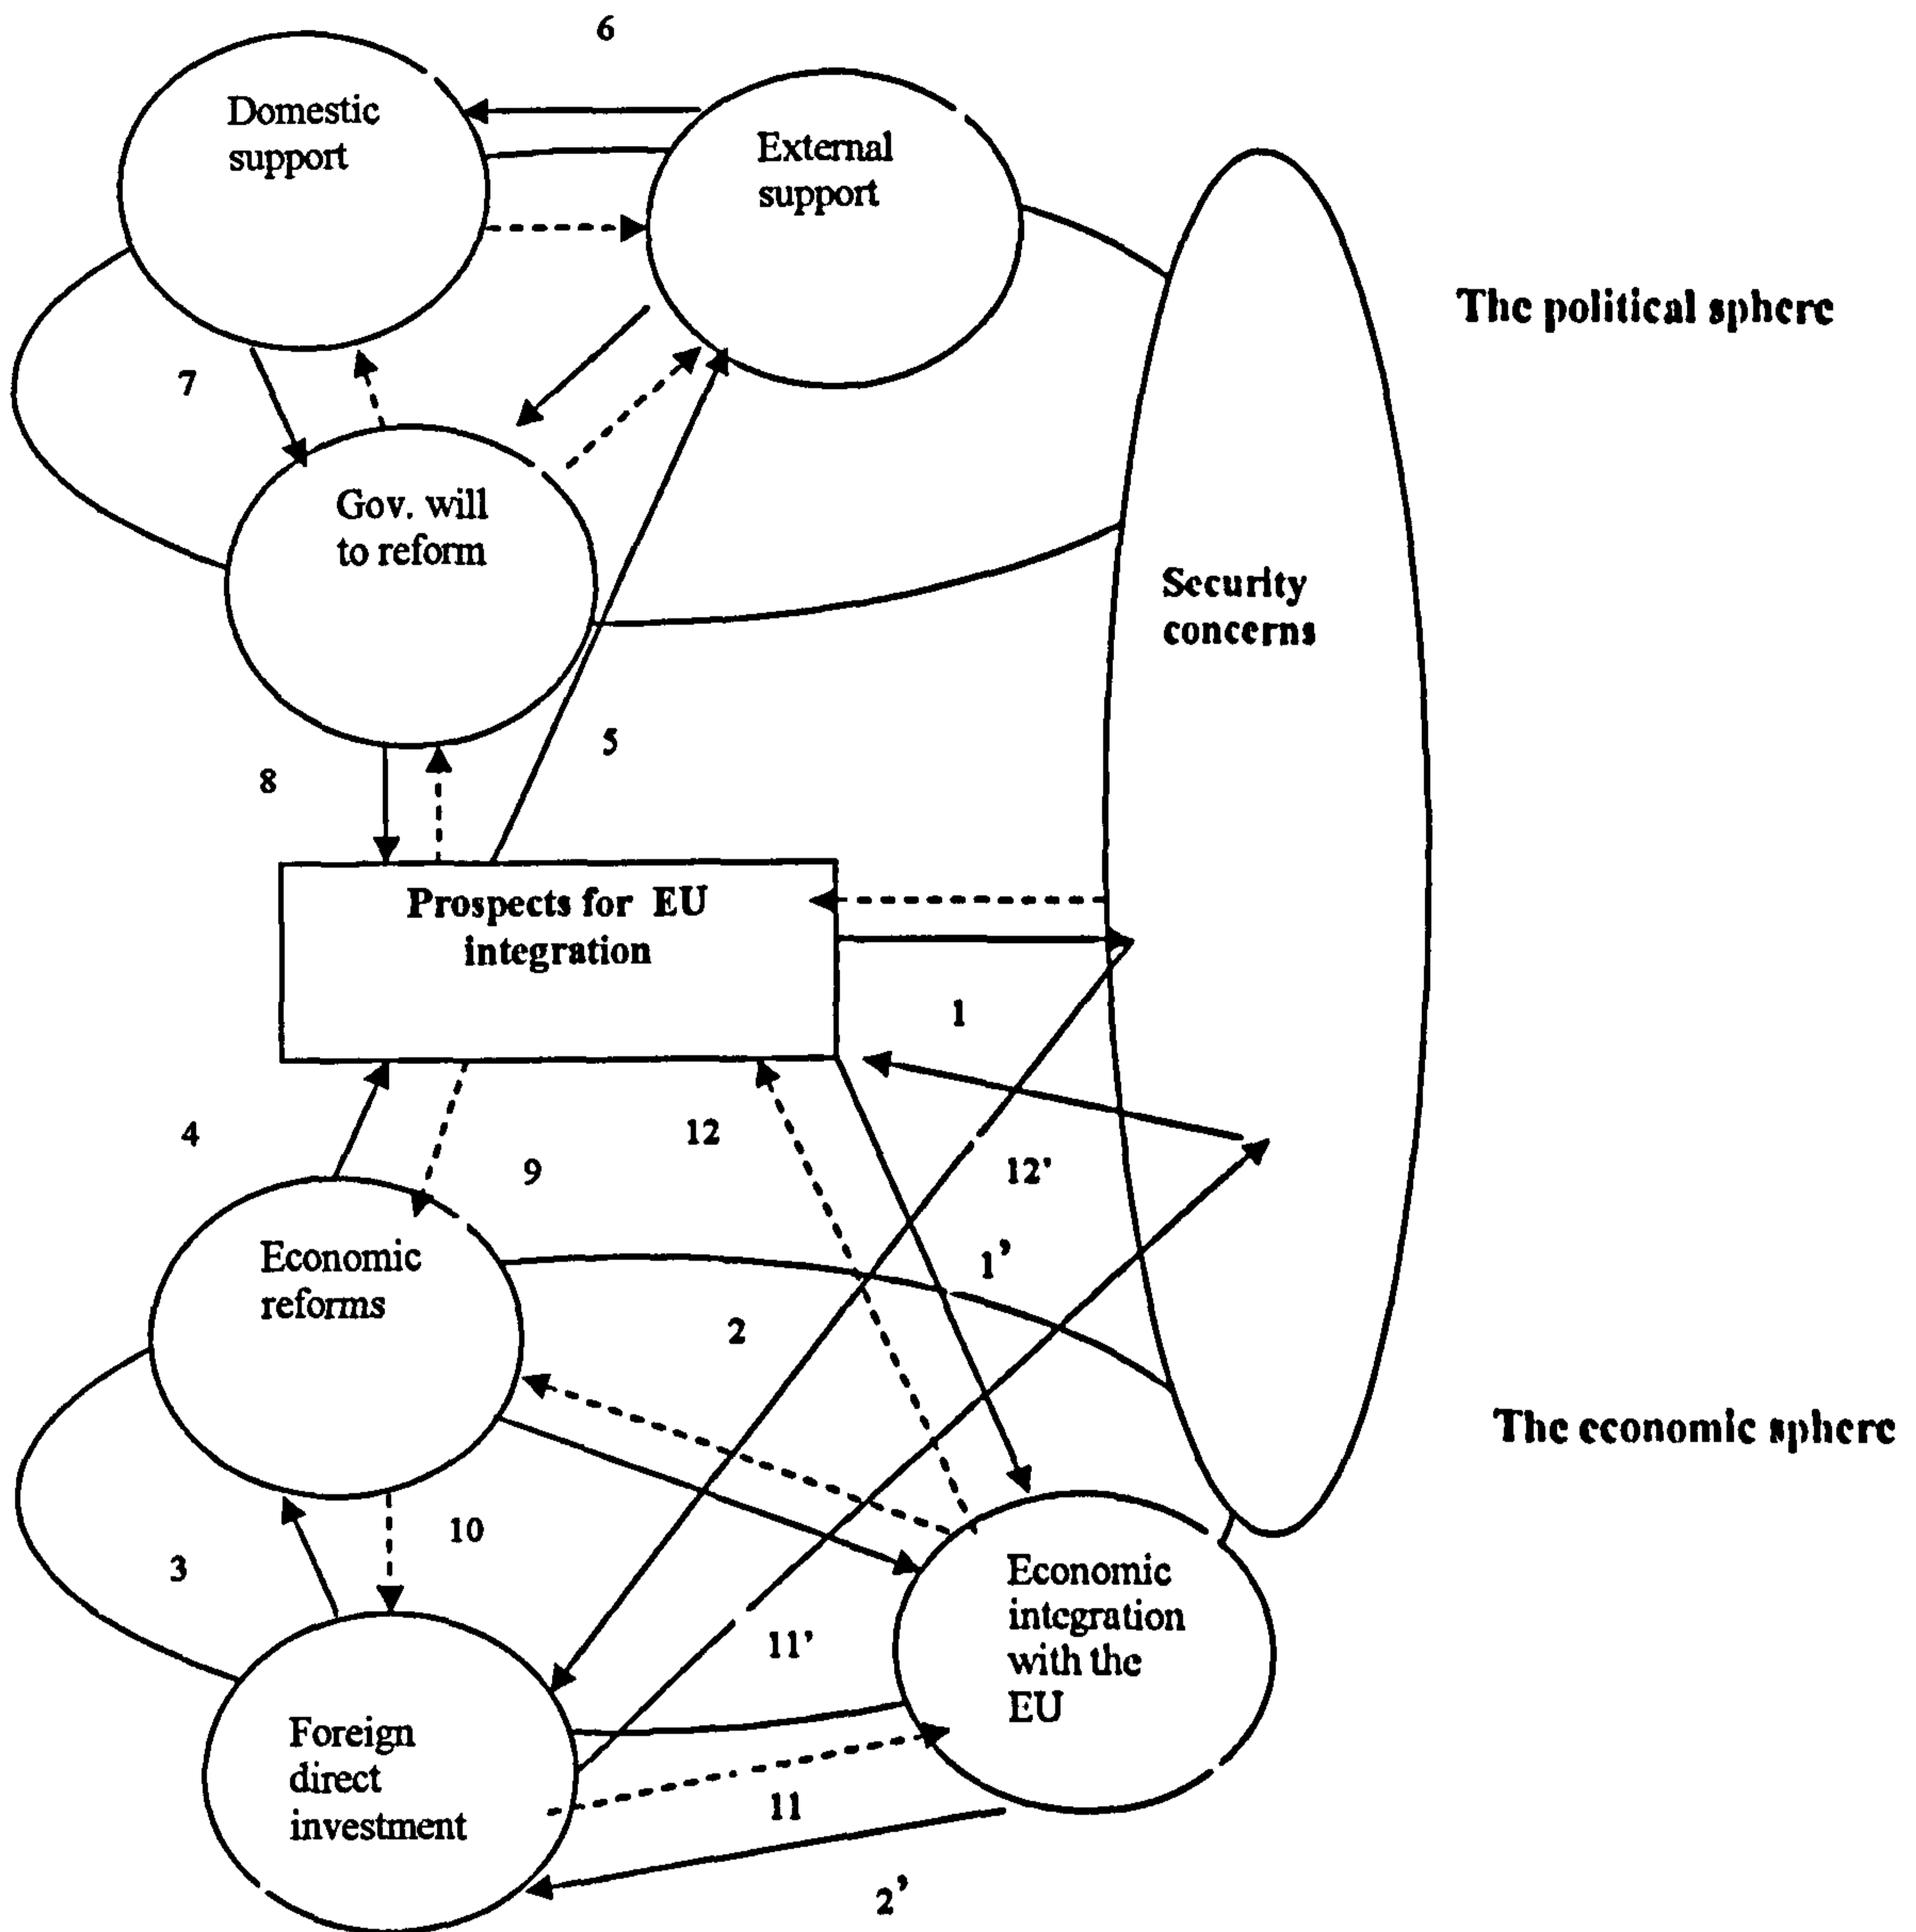 6
Domestic
support
External
support
The political sphere
7
Gov. will
to reform
Security
concerns
5
8
Prospects for EU
integration
1
4
12
9
12'
1'
Economic
reforms
2
The economic sphere
10
3
Economic
integration
with the
EU
11'
Foreign
direct
investment
11
2'